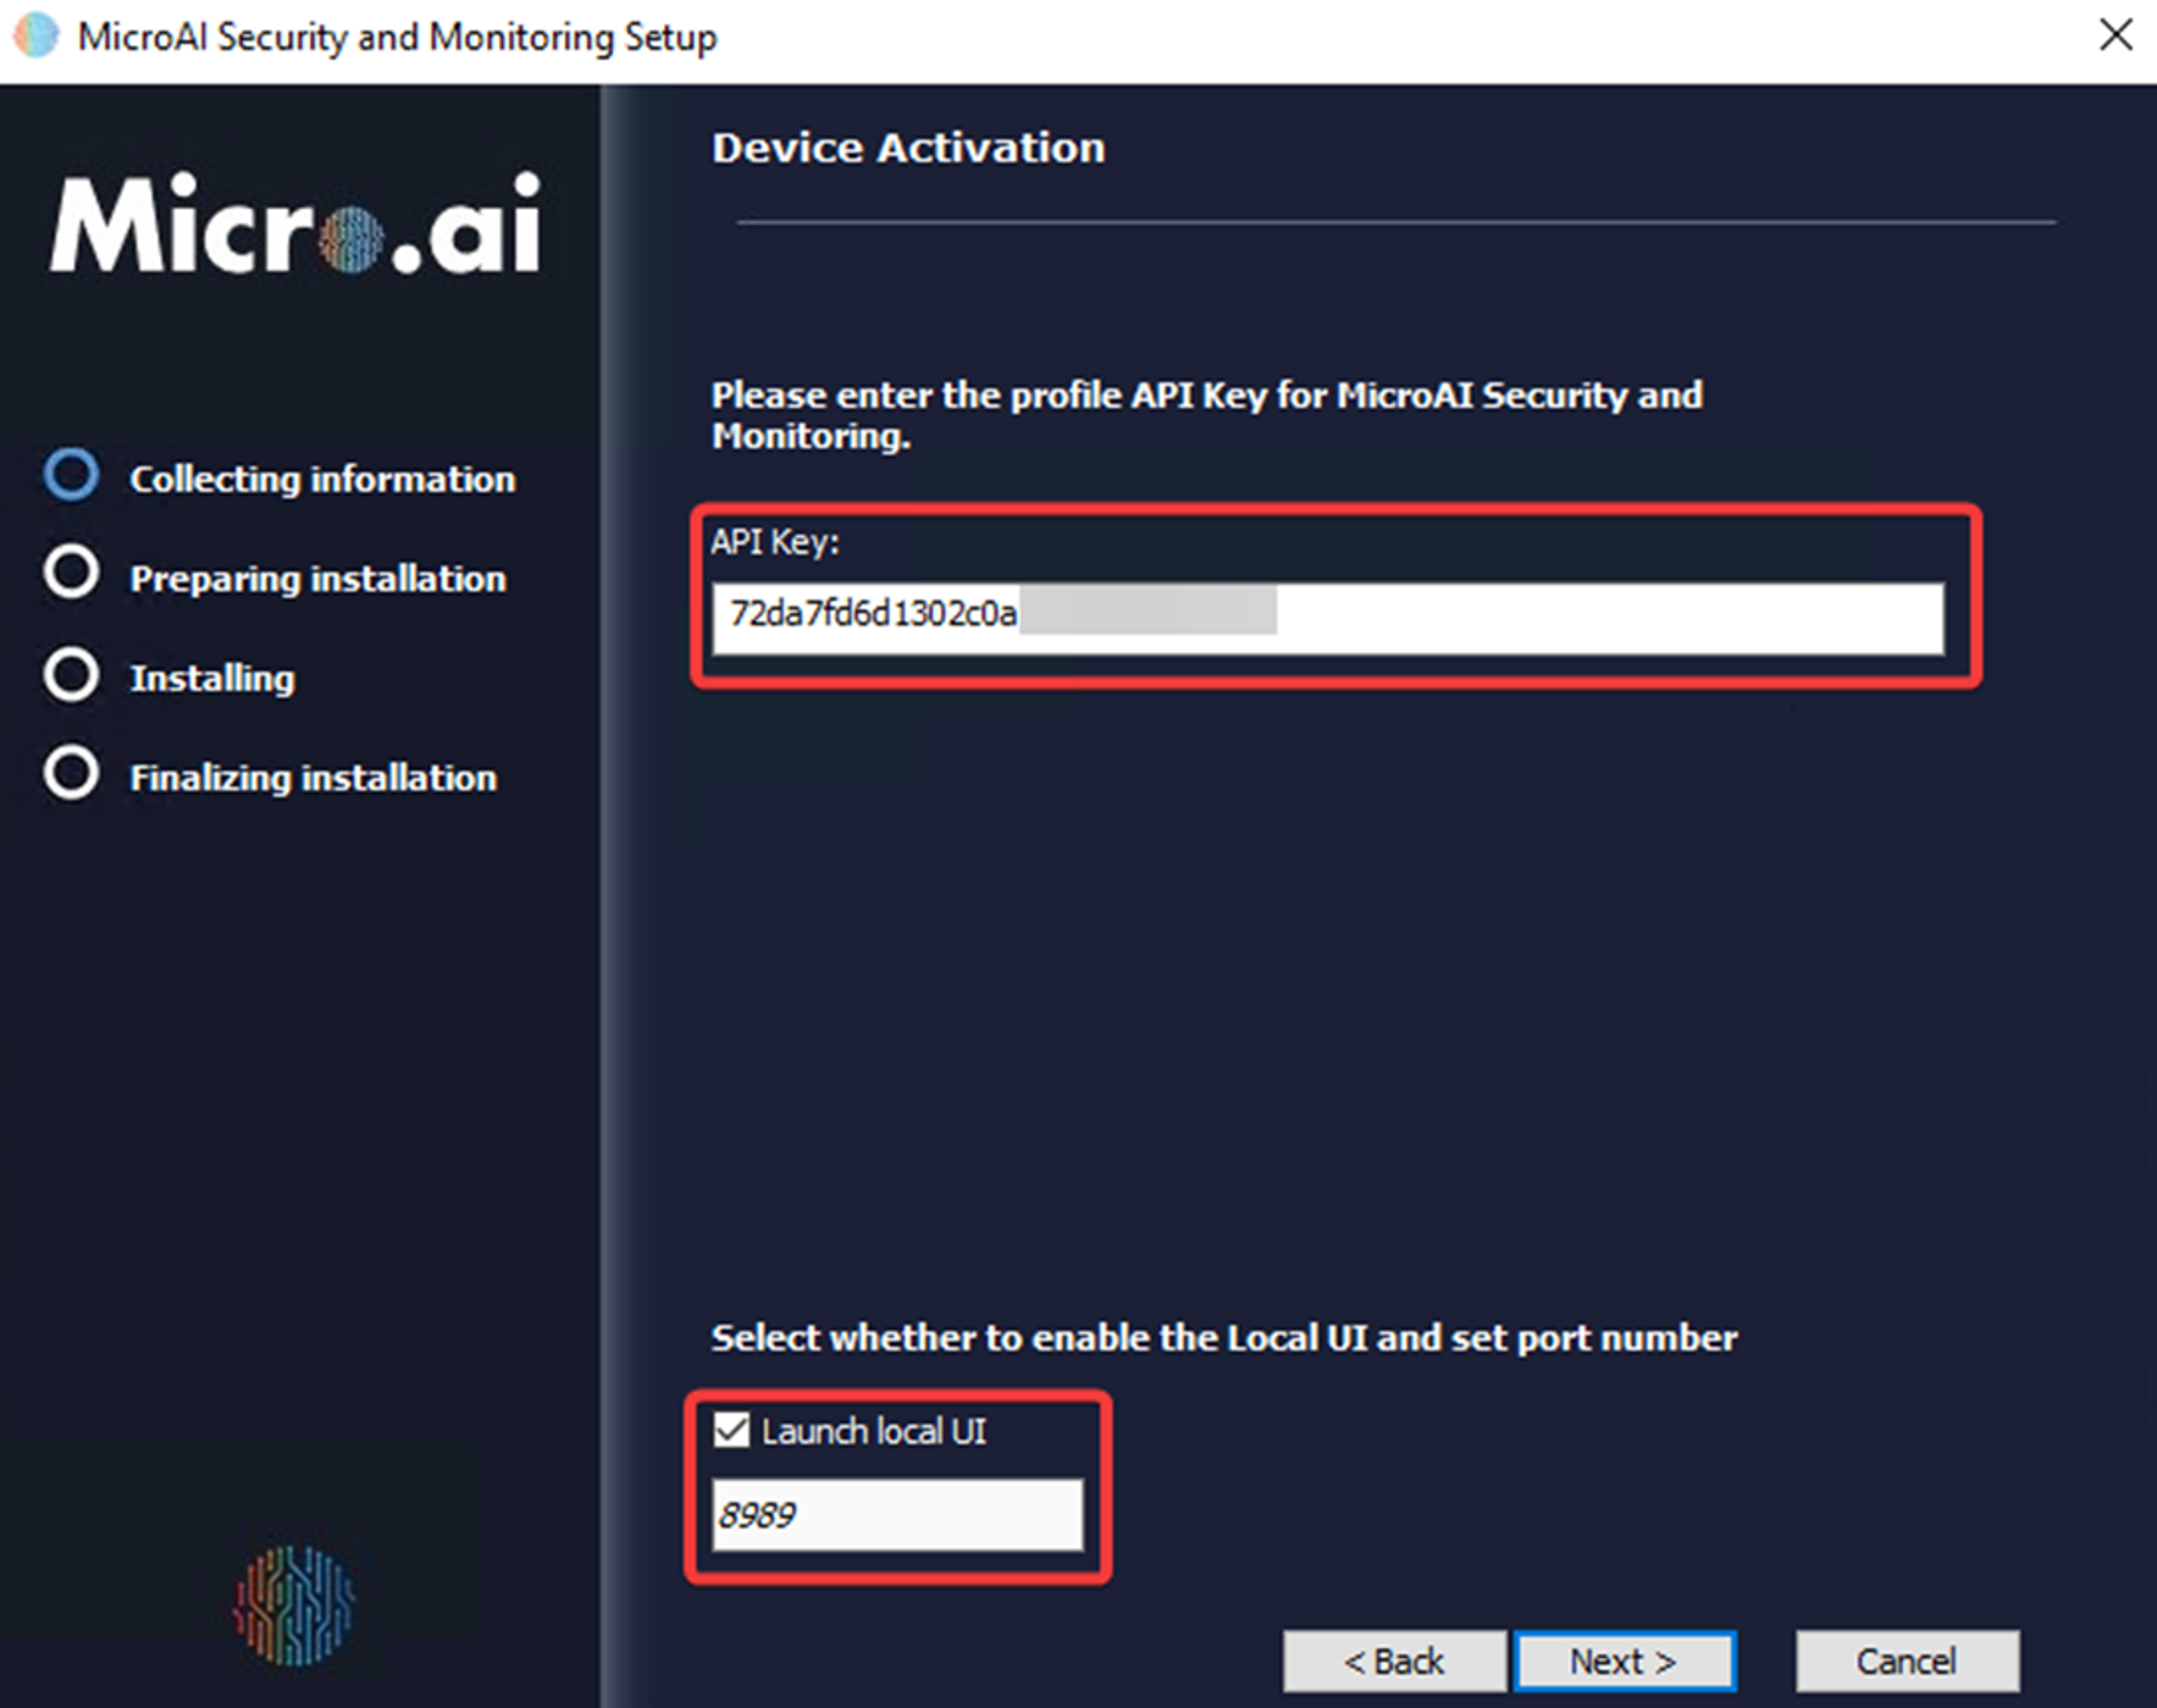 MicroAI Security and Monitoring Setup
Micro.ai
Collecting information
Preparing installation
Installing
Finalizing installation
Device Activation
Please enter the profile API Key for MicroAI Security and
Monitoring.
API Key:
72da7fd6d1302c0a
Select whether to enable the Local UI and set port number
Launch local UI
8989
< Back
Next >
Cancel